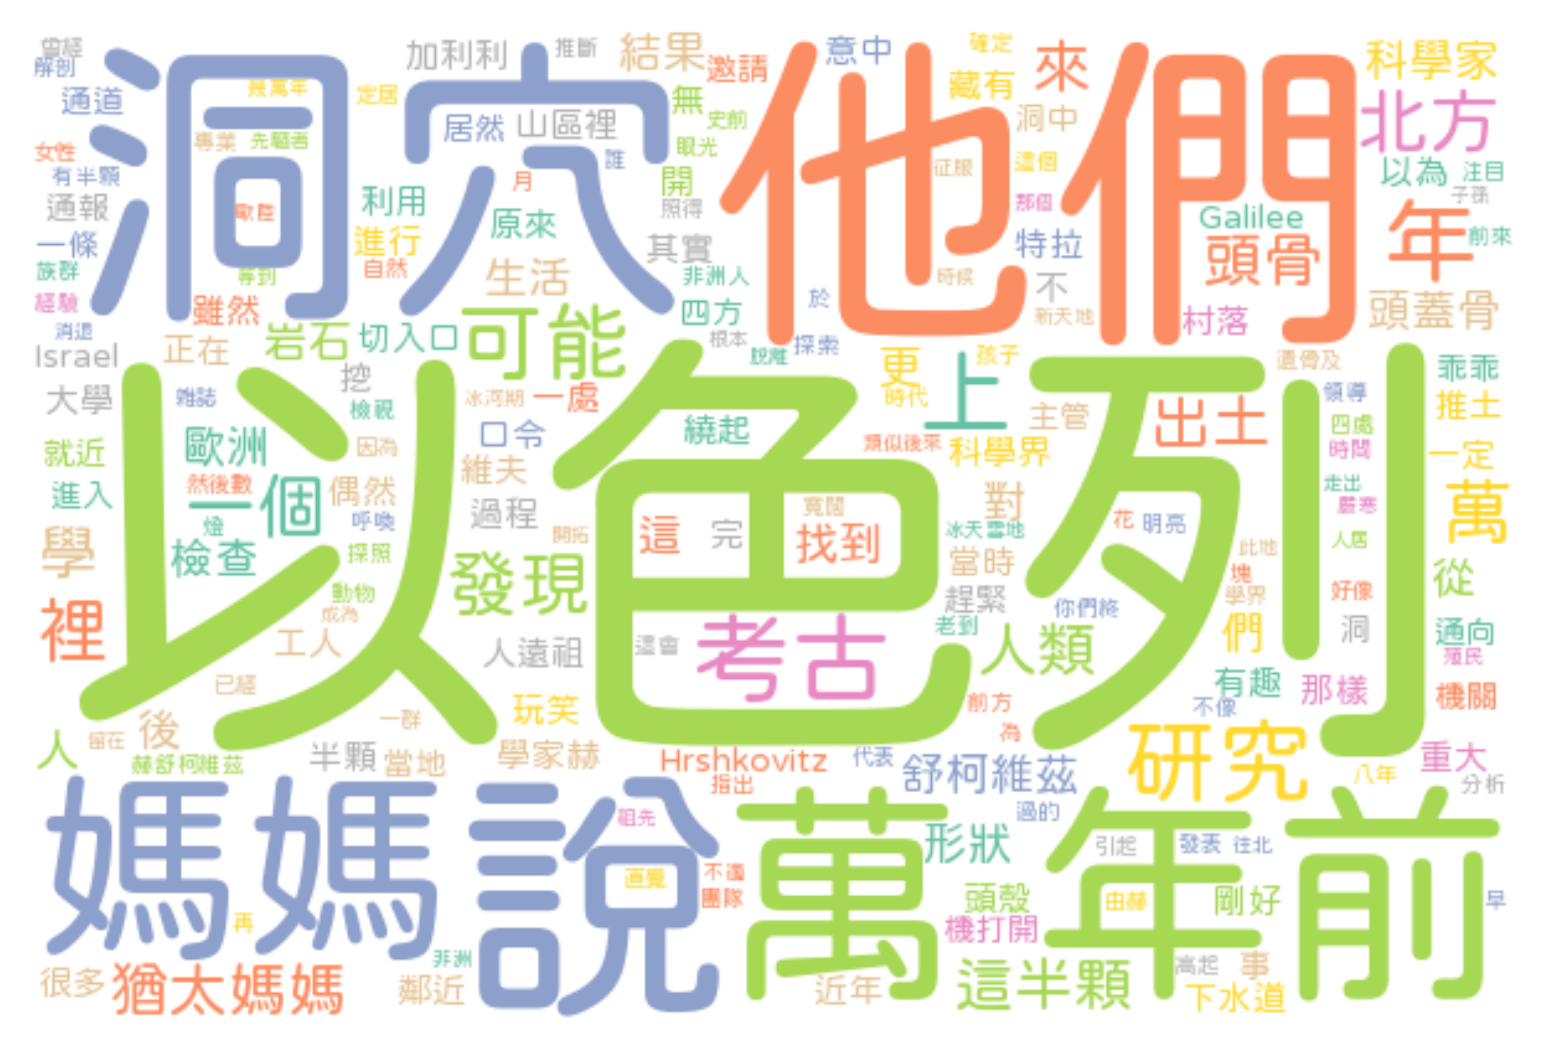 曾經
解剖
通道
洞穴
加利利
推斷
結果
邀請
意中
他們
來
確定
藏有
科學家
北方
幾萬年
定居
專業
先驅者
居然
山區裡
誰
無
史前
眼光
洞中
這個
征服
女性
有半顆
通報
一條
族群
經驗
消退
歐陸
尋到
利用
進行
自然
雖然
月
原來
生活
開
照得
其實
非洲人
四方
根本
於
探索
脫離
時候
那個
特拉
不
新天地
Galilee
頭骨
年
以為
注目
子孫
前來
頭蓋骨
村落
Israel
正在
岩石
切入口
可能
大學
雜誌
挖
檢視
冰河期
一處
以色列
更
時代
孩子
上
類似後來
科學界
主管
出土
遺骨及
領導
乖乖
推土
四處
時間
一定
就近
進入
歐洲
然後數
一個
燈
檢查
因為
偶然
呼喚
探照
口令
維夫
過程
開拓
發現
繞起
這
完
寬闊
找到
對
冰天雪地
當時
趕緊
花
明亮
此地
塊
學界
走出
嚴寒
人居
好像
萬
從
學
裡
動物
成為
工人
已經
人遠祖
還會
考古
老到
你們終
人類
們
洞
通向
殖民
有趣
那樣
機關
不像
前方
為
玩笑
一群
人
留在
後
赫舒柯維茲
半顆
當地
學家赫
Hrshkovitz
指出
代表
舒柯維茲
過的
研究
八年
重大
分析
媽媽
說
祖先
直覺
不遠
團隊
萬
年前
形狀
引起
發表
往北
頭殼
由赫
剛好
早
機打開
再
很多
猶太媽媽
非洲
鄰近
近年
這半顆
高起
事
下水道